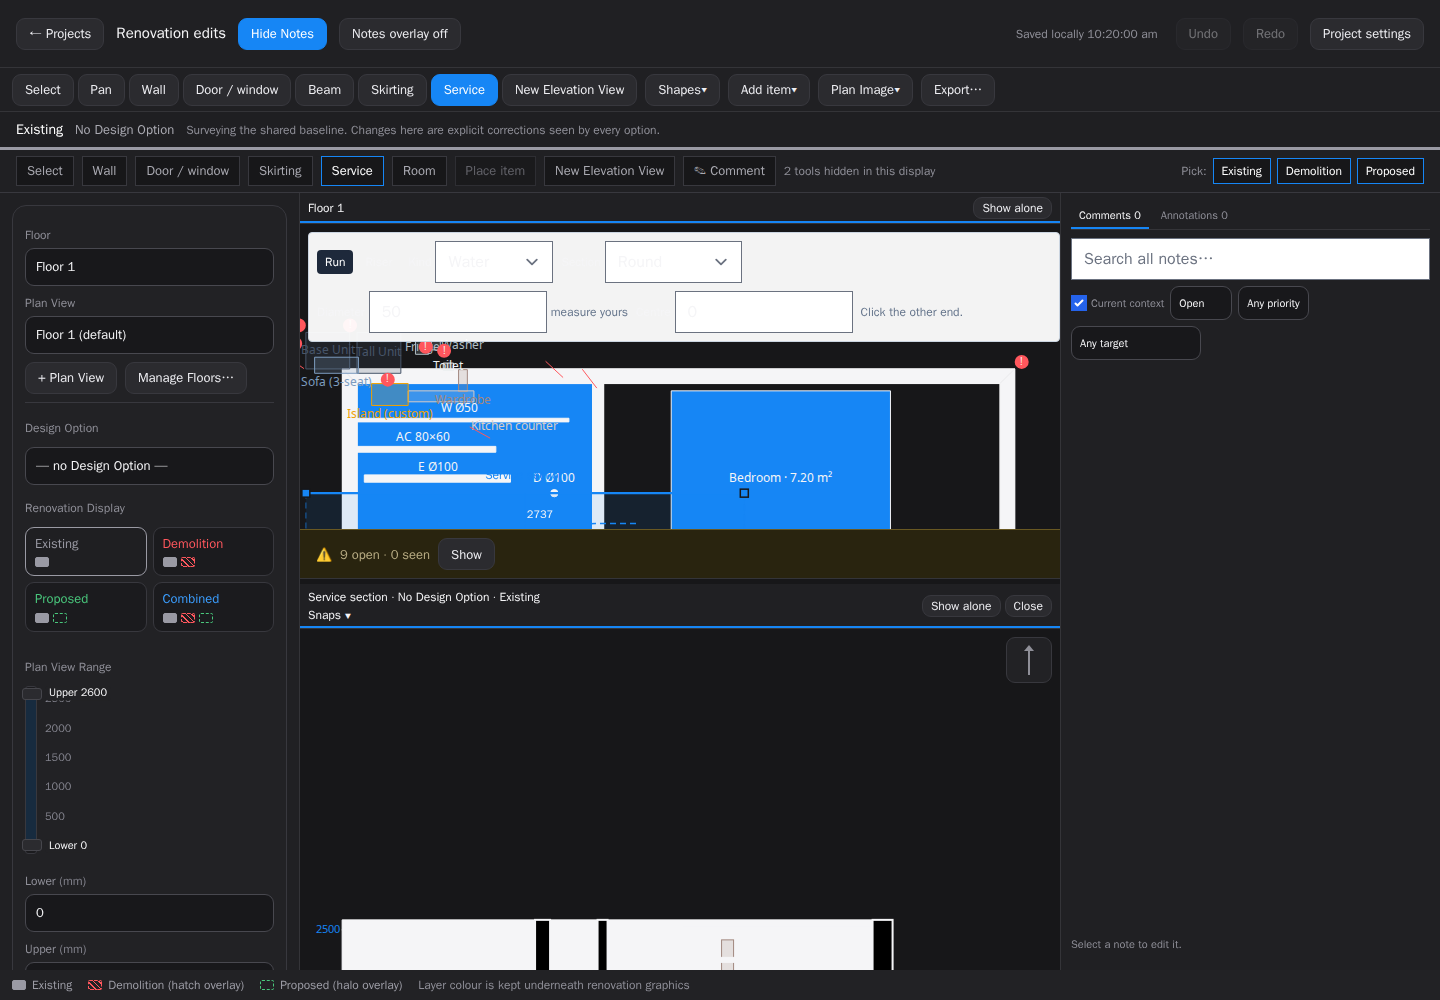 ← Projects
Renovation edits
Hide Notes
Notes overlay off
Saved locally 10:20:00 am
Undo
Redo
Project settings
Select
Pan
Wall
Door / window
Beam
Skirting
Service
New Elevation View
Shapes▾
Add item▾
Plan Image▾
Export···
Existing
No Design Option
Surveying the shared baseline. Changes here are explicit corrections seen by every option.
Select
Wall
Door / window
Skirting
Service
Room
Place item
New Elevation View
✎ Comment
2 tools hidden in this display
Pick:
Existing
Demolition
Proposed
Floor
Floor 1
Plan View
Floor 1 (default)
+ Plan View
Manage Floors···
Design Option
— no Design Option —
Renovation Display
Existing
Demolition
Proposed
Combined
Plan View Range
Upper 2600
2000
1500
1000
500
Lower 0
Lower (mm)
0
Upper (mm)
Floor 1
Show alone
Run
Water
Round
50
measure yours
0
Click the other end.
Base Unit
Tall Unit
Toilet
Sofa (3-seat)
Wardrobe
Island (custom)
W Ø50
Kitchen counter
AC 80×60
E Ø100
D Ø100
2737
Bedroom · 7.20 m²
9 open · 0 seen
Show
Service section · No Design Option · Existing
Snaps ▾
Show alone
Close
2500
Comments 0
Annotations 0
Search all notes···
Current context
Open
Any priority
Any target
Select a note to edit it.
Existing
Demolition (hatch overlay)
Proposed (halo overlay)
Layer colour is kept underneath renovation graphics